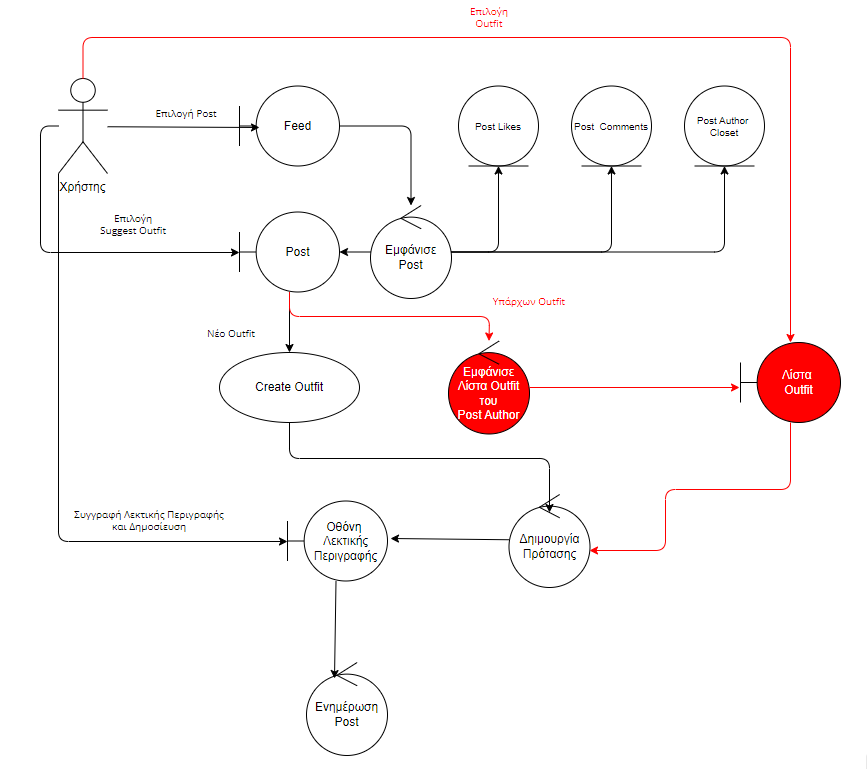 Επιλογή
Outfit
Επιλογή Post
Feed
Post Likes
Post Comments
Post Author
Closet
Χρήστης
Επιλογή
Suggest Outfit
Post
Εμφάνισε
Post
Υπάρχων Outfit
Νέο Outfit
Create Outfit
Εμφάνισε
Λίστα Outfit
του
Post Author
Λίστα
Outfit
Συγγραφή Λεκτικής Περιγραφής
και Δημοσίευση
Οθόνη
Λεκτικής
Περιγραφής
Δηιμουργία
Πρότασης
Ενημέρωση
Post